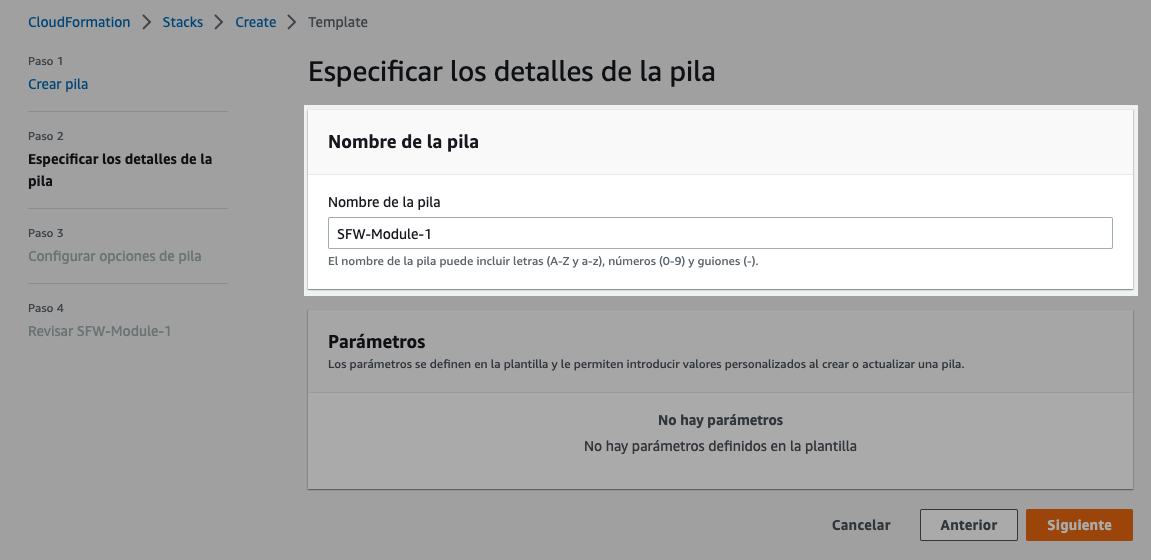 CloudFormation > Stacks > Create > Template
Paso 1
Crear pila
Paso 2
Especificar los detalles de la
pila
Paso 3
Configurar opciones de pila
Paso 4
Revisar SFW-Module-1
Especificar los detalles de la pila
Nombre de la pila
Nombre de la pila
SFW-Module-1
El nombre de la pila puede incluir letras (A-Z y a-z), números (0-9) y guiones (-).
Parámetros
Los parámetros se definen en la plantilla y le permiten introducir valores personalizados al crear o actualizar una pila.
No hay parámetros
No hay parámetros definidos en la plantilla
Cancelar Anterior Siguiente